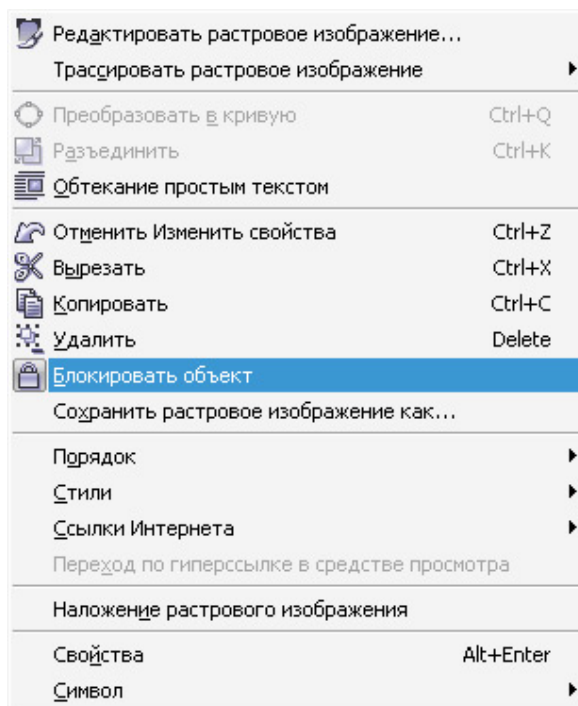 Редактировать растровое изображение...
Трассировать растровое изображение
Преобразовать в кривую Ctrl+Q
Разъединить Ctrl+K
Обтекание простым текстом
Отменить Изменить свойства Ctrl+Z
Вырезать Ctrl+X
Копировать Ctrl+C
Удалить Delete
Блокировать объект
Сохранить растровое изображение как...
Порядок
Стили
Ссылки Интернета
Переход по гиперссылке в средстве просмотра
Наложение растрового изображения
Свойства Alt+Enter
Символ